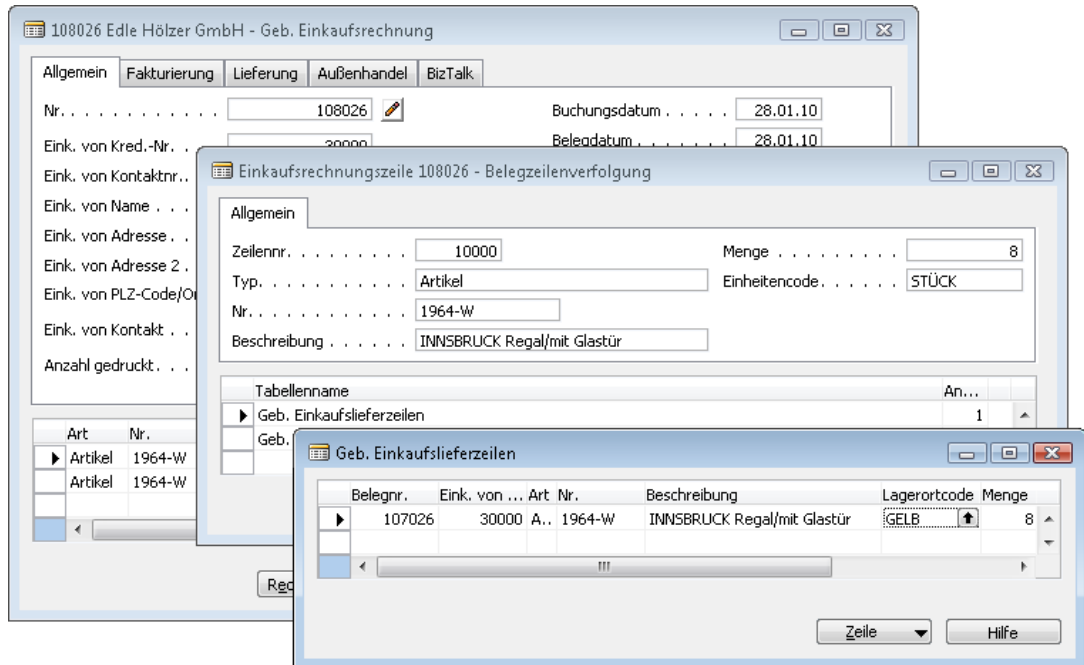 108026 Edle Hölzer GmbH - Geb. Einkaufsrechnung
Allgemein Fakturierung Lieferung Außenhandel BizTalk
Nr. . . . . . . . . . . . . 108026 Buchungsdatum . . . . . 28.01.10
Eink. von Kred.-Nr. . . 30000 Belegdatum . . . . . . . 28.01.10
Eink. von Kontaktnr. .
Eink. von Name . . .
Eink. von Adresse . .
Eink. von Adresse 2 .
Eink. von PLZ-Code/
Eink. von Kontakt . . .
Anzahl gedruckt. . . .
Art Nr.
Artikel 1964-W
Artikel 1964-W
Einkaufsrechnungszeile 108026 - Belegzeilenverfolgung
Allgemein
Zeilennr. . . . . . . . . . 10000 Menge . . . . . . . . . 8
Typ. . . . . . . . . . . . Artikel Einheitencode . . . . . . STÜCK
Nr. . . . . . . . . . . . . 1964-W
Beschreibung . . . . . . INNSBRUCK Regal/mit Glastür
Tabellenname An...
Geb. Einkaufslieferzeilen 1
Geb.
Geb. Einkaufslieferzeilen
Belegnr. Eink. von ... Art Nr. Beschreibung Lagerortcode Menge
107026 30000 A.. 1964-W INNSBRUCK Regal/mit Glastür GELB 8
Zeile Hilfe